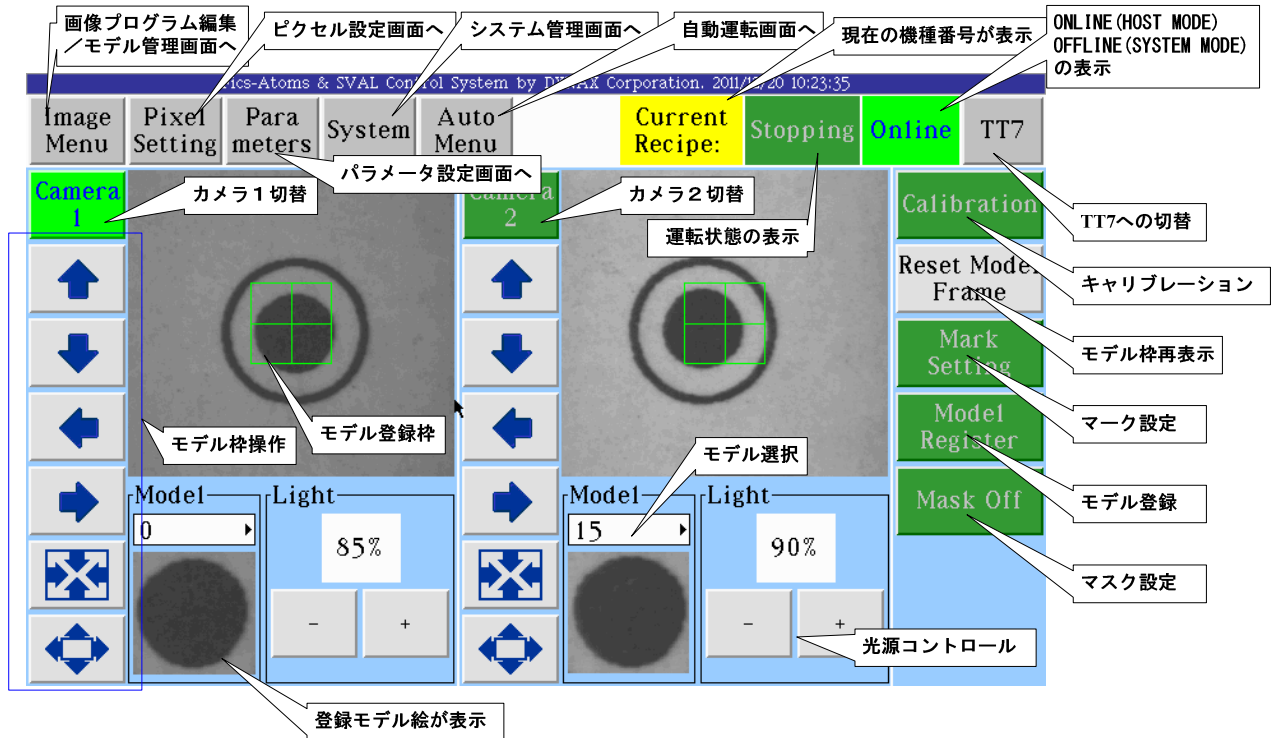 画像プログラム編集
／モデル管理画面へ
ピクセル設定画面へ
システム管理画面へ
自動運転画面へ
現在の機種番号が表示
ONLINE(HOST MODE)
OFFLINE(SYSTEM MODE)
の表示
ics-Atoms & SVAL Control System by DYNAX Corporation. 2011/12/20 10:23:35
Image
Menu
Pixel
Setting
Para
meters
System
Auto
Menu
Current
Recipe:
Stopping
Online
TT7
パラメータ設定画面へ
Camera
1
カメラ１切替
Camera
2
カメラ２切替
運転状態の表示
Calibration
TT7への切替
Reset Model
Frame
キャリブレーション
Mark
Setting
モデル枠再表示
Model
Register
マーク設定
モデル枠操作
モデル登録枠
モデル選択
Mask Off
モデル登録
マスク設定
Model
0
Light
85%
-
+
Model
15
Light
90%
-
+
光源コントロール
登録モデル絵が表示